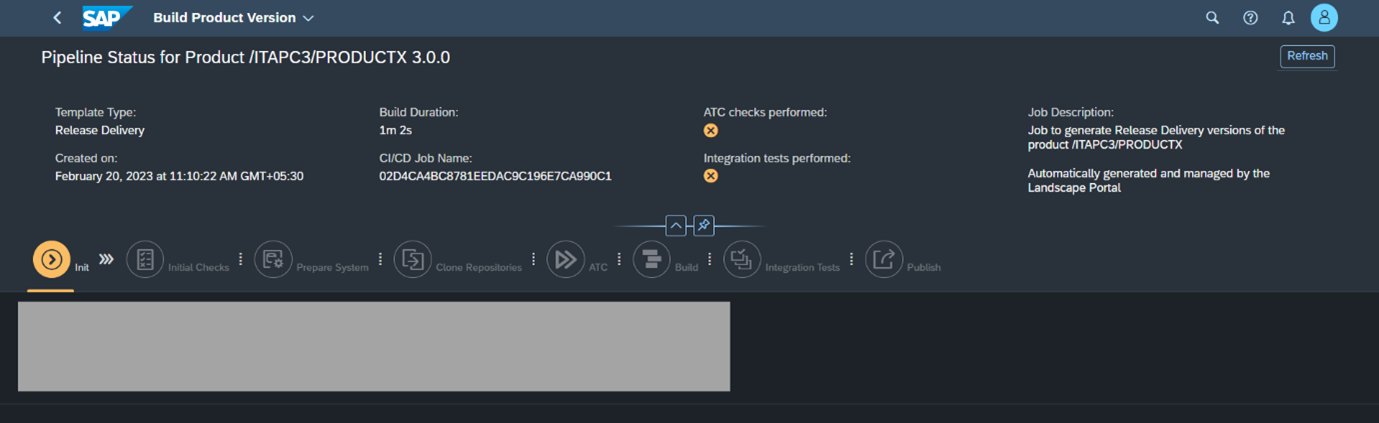 SAP Build Product Version
Pipeline Status for Product /ITAPC3/PRODUCTX 3.0.0
Refresh
Template Type:
Release Delivery
Created on:
February 20, 2023 at 11:10:22 AM GMT+05:30
Build Duration:
1m 2s
CI/CD Job Name:
02D4CA4BC8781EEDAC9C196E7CA990C1
ATC checks performed:
Integration tests performed:
Job Description:
Job to generate Release Delivery versions of the
product /ITAPC3/PRODUCTX
Automatically generated and managed by the
Landscape Portal
Init Initial Checks Prepare System Clone Repositories ATC Build Integration Tests Publish